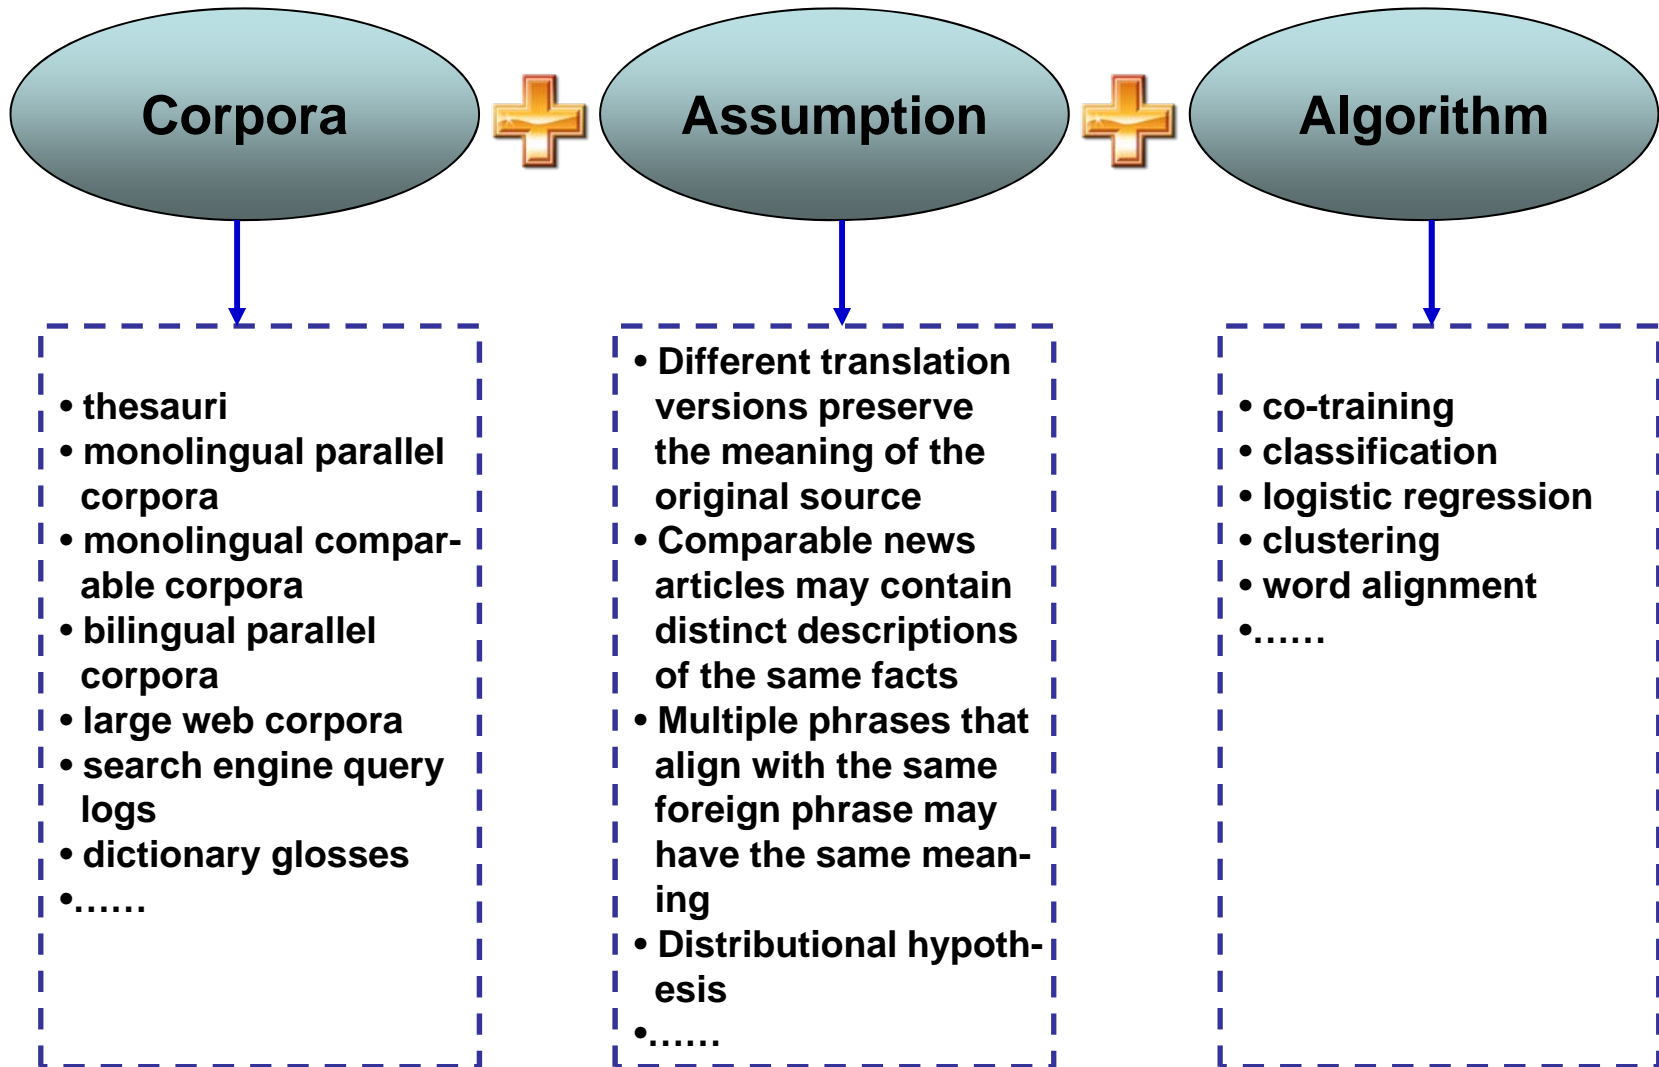 Corpora
Assumption
Algorithm
• thesauri
• monolingual parallel
corpora
• monolingual compar-
able corpora
• bilingual parallel
corpora
• large web corpora
• search engine query
logs
• dictionary glosses
•……
• Different translation
versions preserve
the meaning of the
original source
• Comparable news
articles may contain
distinct descriptions
of the same facts
• Multiple phrases that
align with the same
foreign phrase may
have the same mean-
ing
• Distributional hypoth-
esis
•……
• co-training
• classification
• logistic regression
• clustering
• word alignment
•……